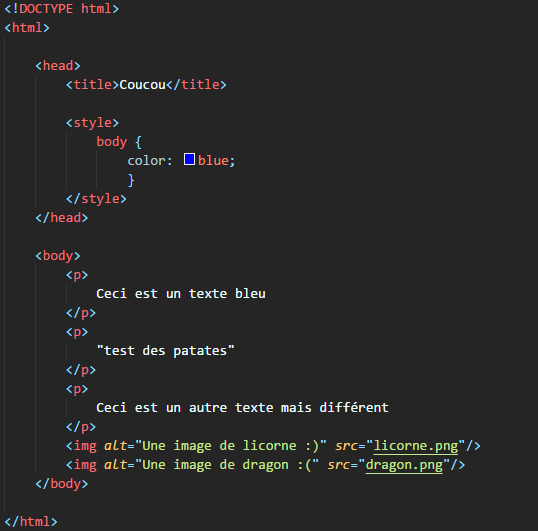 <!DOCTYPE html>
<html>
<head>
<title>Coucou</title>
<style>
body {
color: blue;
}
</style>
</head>
<body>
<p>
Ceci est un texte bleu
</p>
<p>
"test des patates"
</p>
<p>
Ceci est un autre texte mais différent
</p>
<img alt="Une image de licorne :)" src="licorne.png"/>
<img alt="Une image de dragon :(" src="dragon.png"/>
</body>
</html>